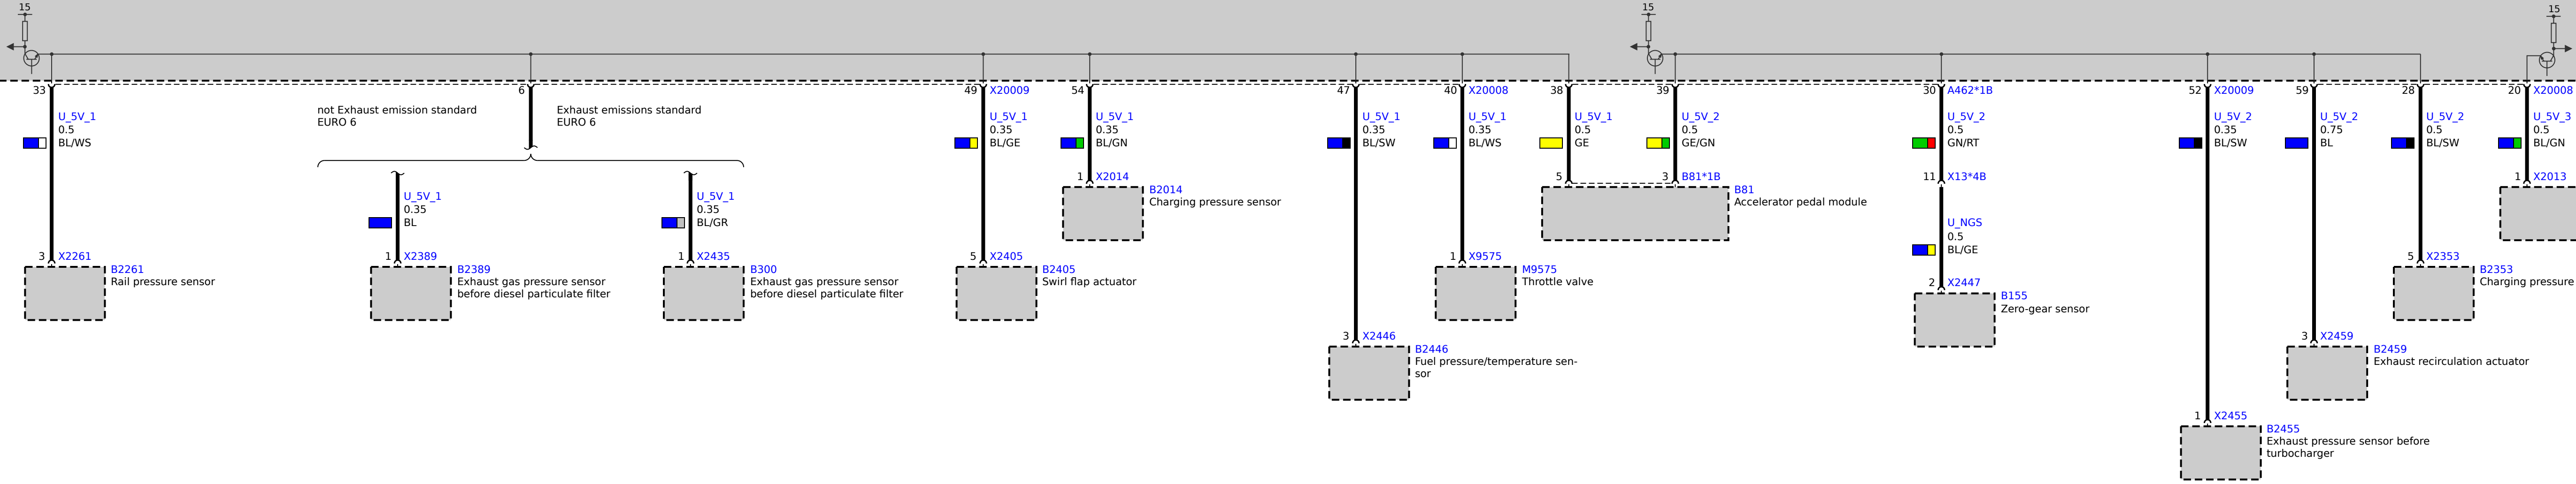 15
15
15
33
6
49 X20009
54
47
40 X20008
38
39
30 A462*1B
52 X20009
59
28
20 X20008
not Exhaust emission standard
EURO 6
Exhaust emissions standard
EURO 6
U_5V_1
0.5
BL/WS
U_5V_1
0.35
BL/GE
U_5V_1
0.35
BL/GN
U_5V_1
0.35
BL/SW
U_5V_1
0.35
BL/WS
U_5V_1
0.5
GE
U_5V_2
0.5
GE/GN
U_5V_2
0.5
GN/RT
U_5V_2
0.35
BL/SW
U_5V_2
0.75
BL
U_5V_2
0.5
BL/SW
U_5V_3
0.5
BL/GN
1 X2014
B2014
Charging pressure sensor
5
3 B81*1B
B81
Accelerator pedal module
11 X13*4B
1 X2013
U_5V_1
0.35
BL
U_5V_1
0.35
BL/GR
U_NGS
0.5
BL/GE
3 X2261
B2261
Rail pressure sensor
1 X2389
B2389
Exhaust gas pressure sensor
before diesel particulate filter
1 X2435
B300
Exhaust gas pressure sensor
before diesel particulate filter
5 X2405
B2405
Swirl flap actuator
1 X9575
M9575
Throttle valve
5 X2353
B2353
Charging pressure
2 X2447
B155
Zero-gear sensor
3 X2446
B2446
Fuel pressure/temperature sen-
sor
3 X2459
B2459
Exhaust recirculation actuator
1 X2455
B2455
Exhaust pressure sensor before
turbocharger